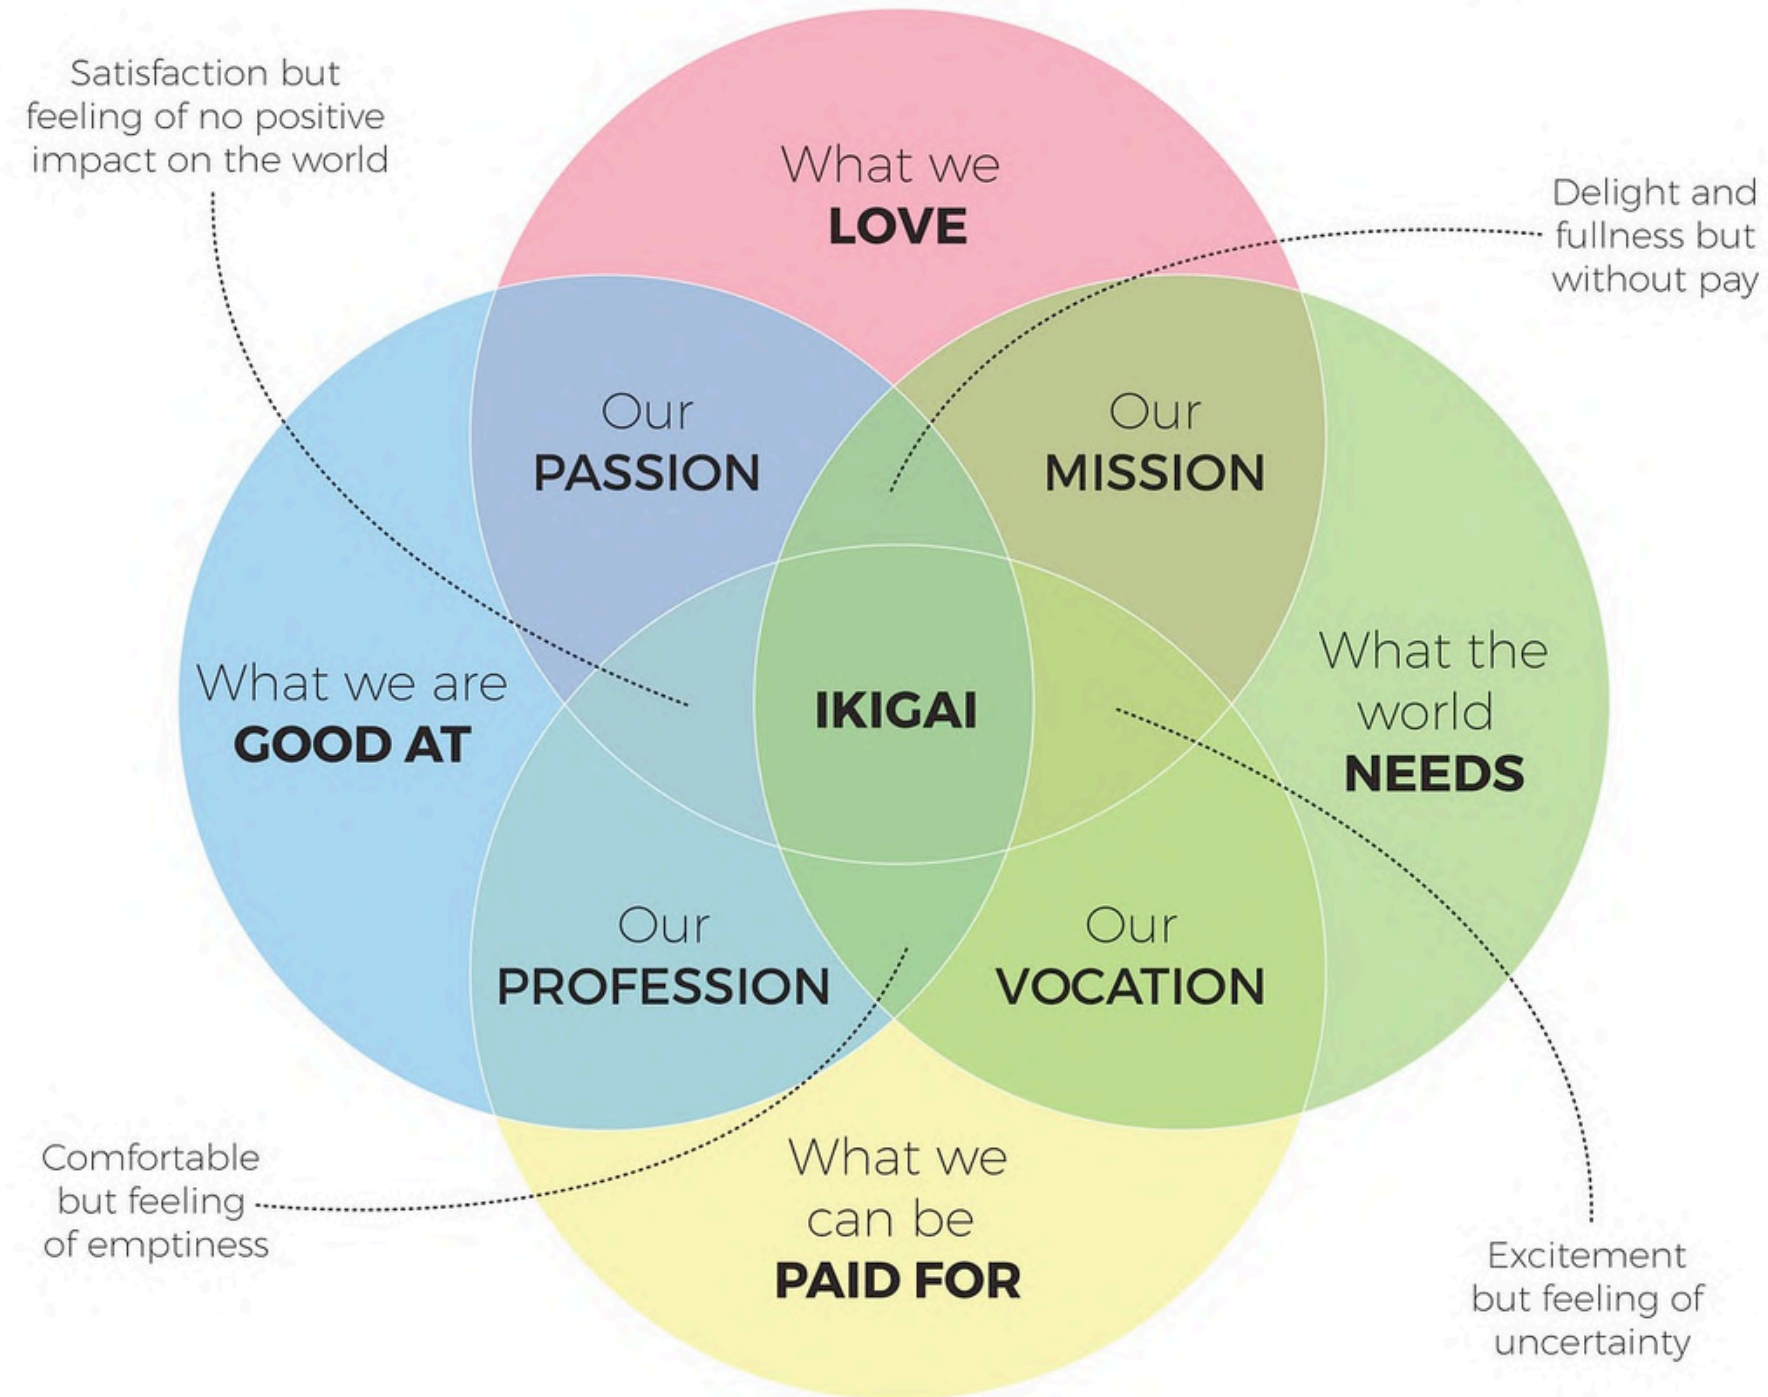 Satisfaction but
feeling of no positive
impact on the world
What we
LOVE
Delight and
fullness but
without pay
Our
PASSION
Our
MISSION
What we are
GOOD AT
IKIGAI
What the
world
NEEDS
Our
PROFESSION
Our
VOCATION
Comfortable
but feeling
of emptiness
What we
can be
PAID FOR
Excitement
but feeling of
uncertainty